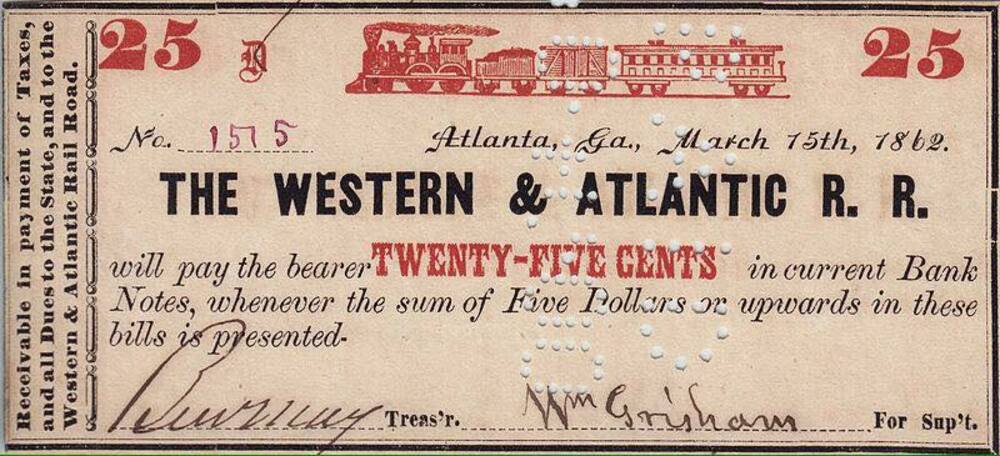 Receivable in payment of Taxes,
and all Dues to the State, and to the
Western & Atlantic Rail Road.
25 D 25
No. 1515 Atlanta, Ga., March 15th, 1862.
THE WESTERN & ATLANTIC R. R.
will pay the bearer TWENTY-FIVE CENTS in current Bank
Notes, whenever the sum of Five Dollars or upwards in these
bills is presented.
Treas'r. Wm Grisham For Sup't.